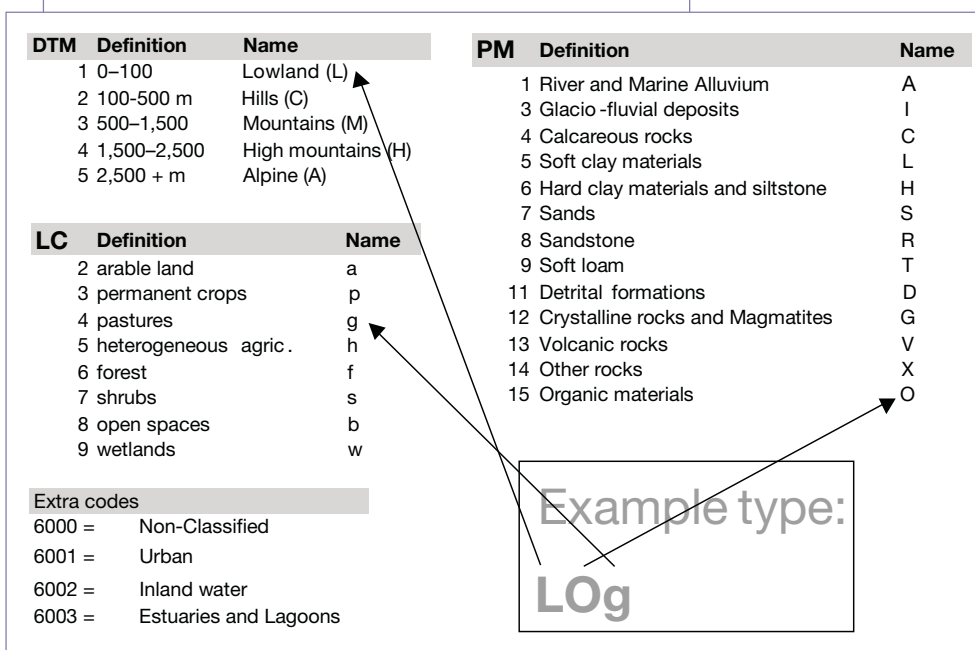 DTM Definition Name
1 0–100 Lowland (L)
2 100-500 m Hills (C)
3 500–1,500 Mountains (M)
4 1,500–2,500 High mountains (H)
5 2,500 + m Alpine (A)
LC Definition Name
2 arable land a
3 permanent crops p
4 pastures g
5 heterogeneous agric. h
6 forest f
7 shrubs s
8 open spaces b
9 wetlands w
Extra codes
6000 = Non-Classified
6001 = Urban
6002 = Inland water
6003 = Estuaries and Lagoons
PM Definition Name
1 River and Marine Alluvium A
3 Glacio-fluvial deposits I
4 Calcareous rocks C
5 Soft clay materials L
6 Hard clay materials and siltstone H
7 Sands S
8 Sandstone R
9 Soft loam T
11 Detrital formations D
12 Crystalline rocks and Magmatites G
13 Volcanic rocks V
14 Other rocks X
15 Organic materials O
Example type:
LOg